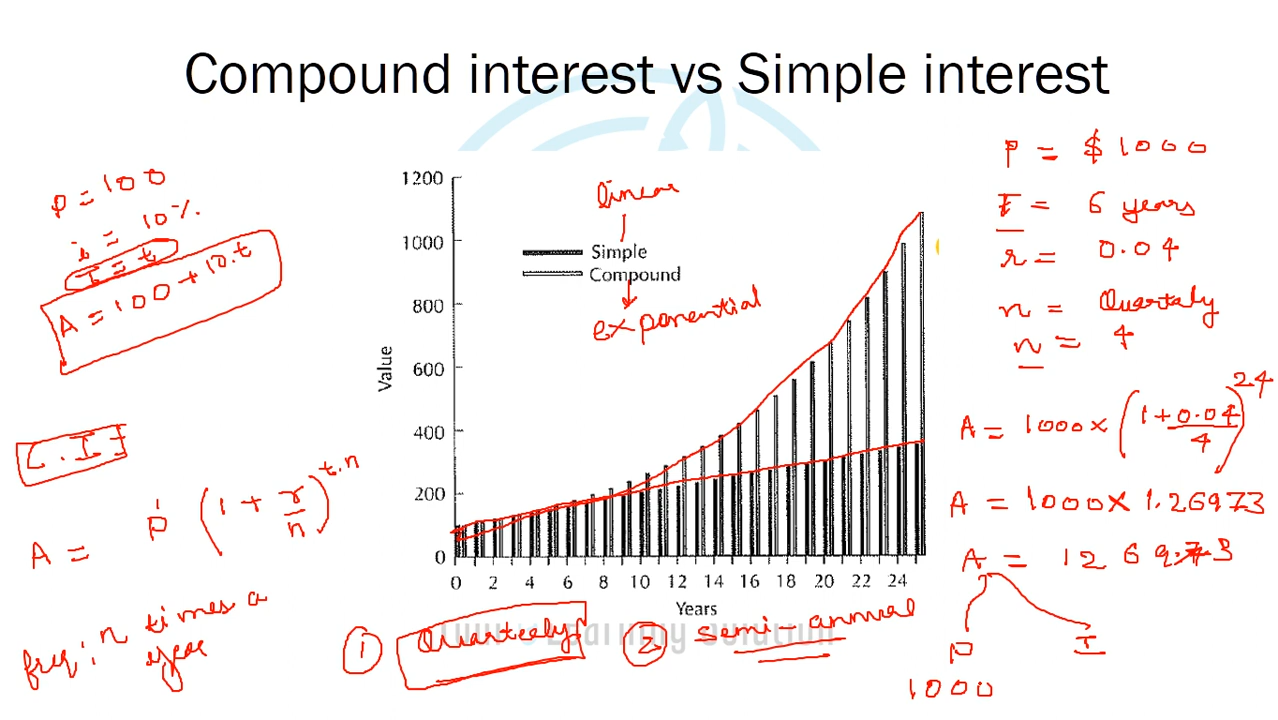 Compound interest vs Simple interest
P = 100
i = 10%
I = t
A = 100 + 10.t
C.I
A = P (1 + r/n)^t.n
freq: n times a
year
1200
1000
800
600
400
200
0
Value
linear
Simple
Compound
exponential
0 2 4 6 8 10 12 14 16 18 20 22 24
Years
① Quarterly
② semi-annual
P = $1000
t = 6 years
r = 0.04
n = Quartely
n = 4
A = 1000 × (1+0.04/4)^24
A = 1000 × 1.26973
A = 1269.73
P I
1000